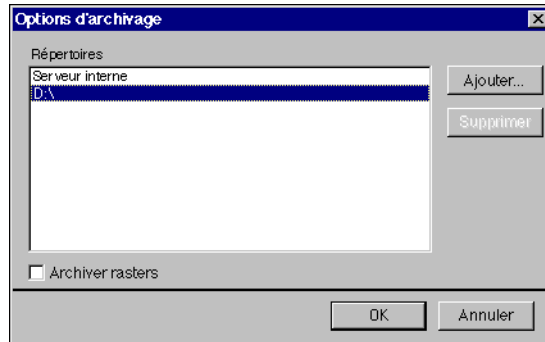 Options d'archivage
Répertoires
Serveur interne
D:\
Ajouter...
Supprimer
Archiver rasters
OK
Annuler